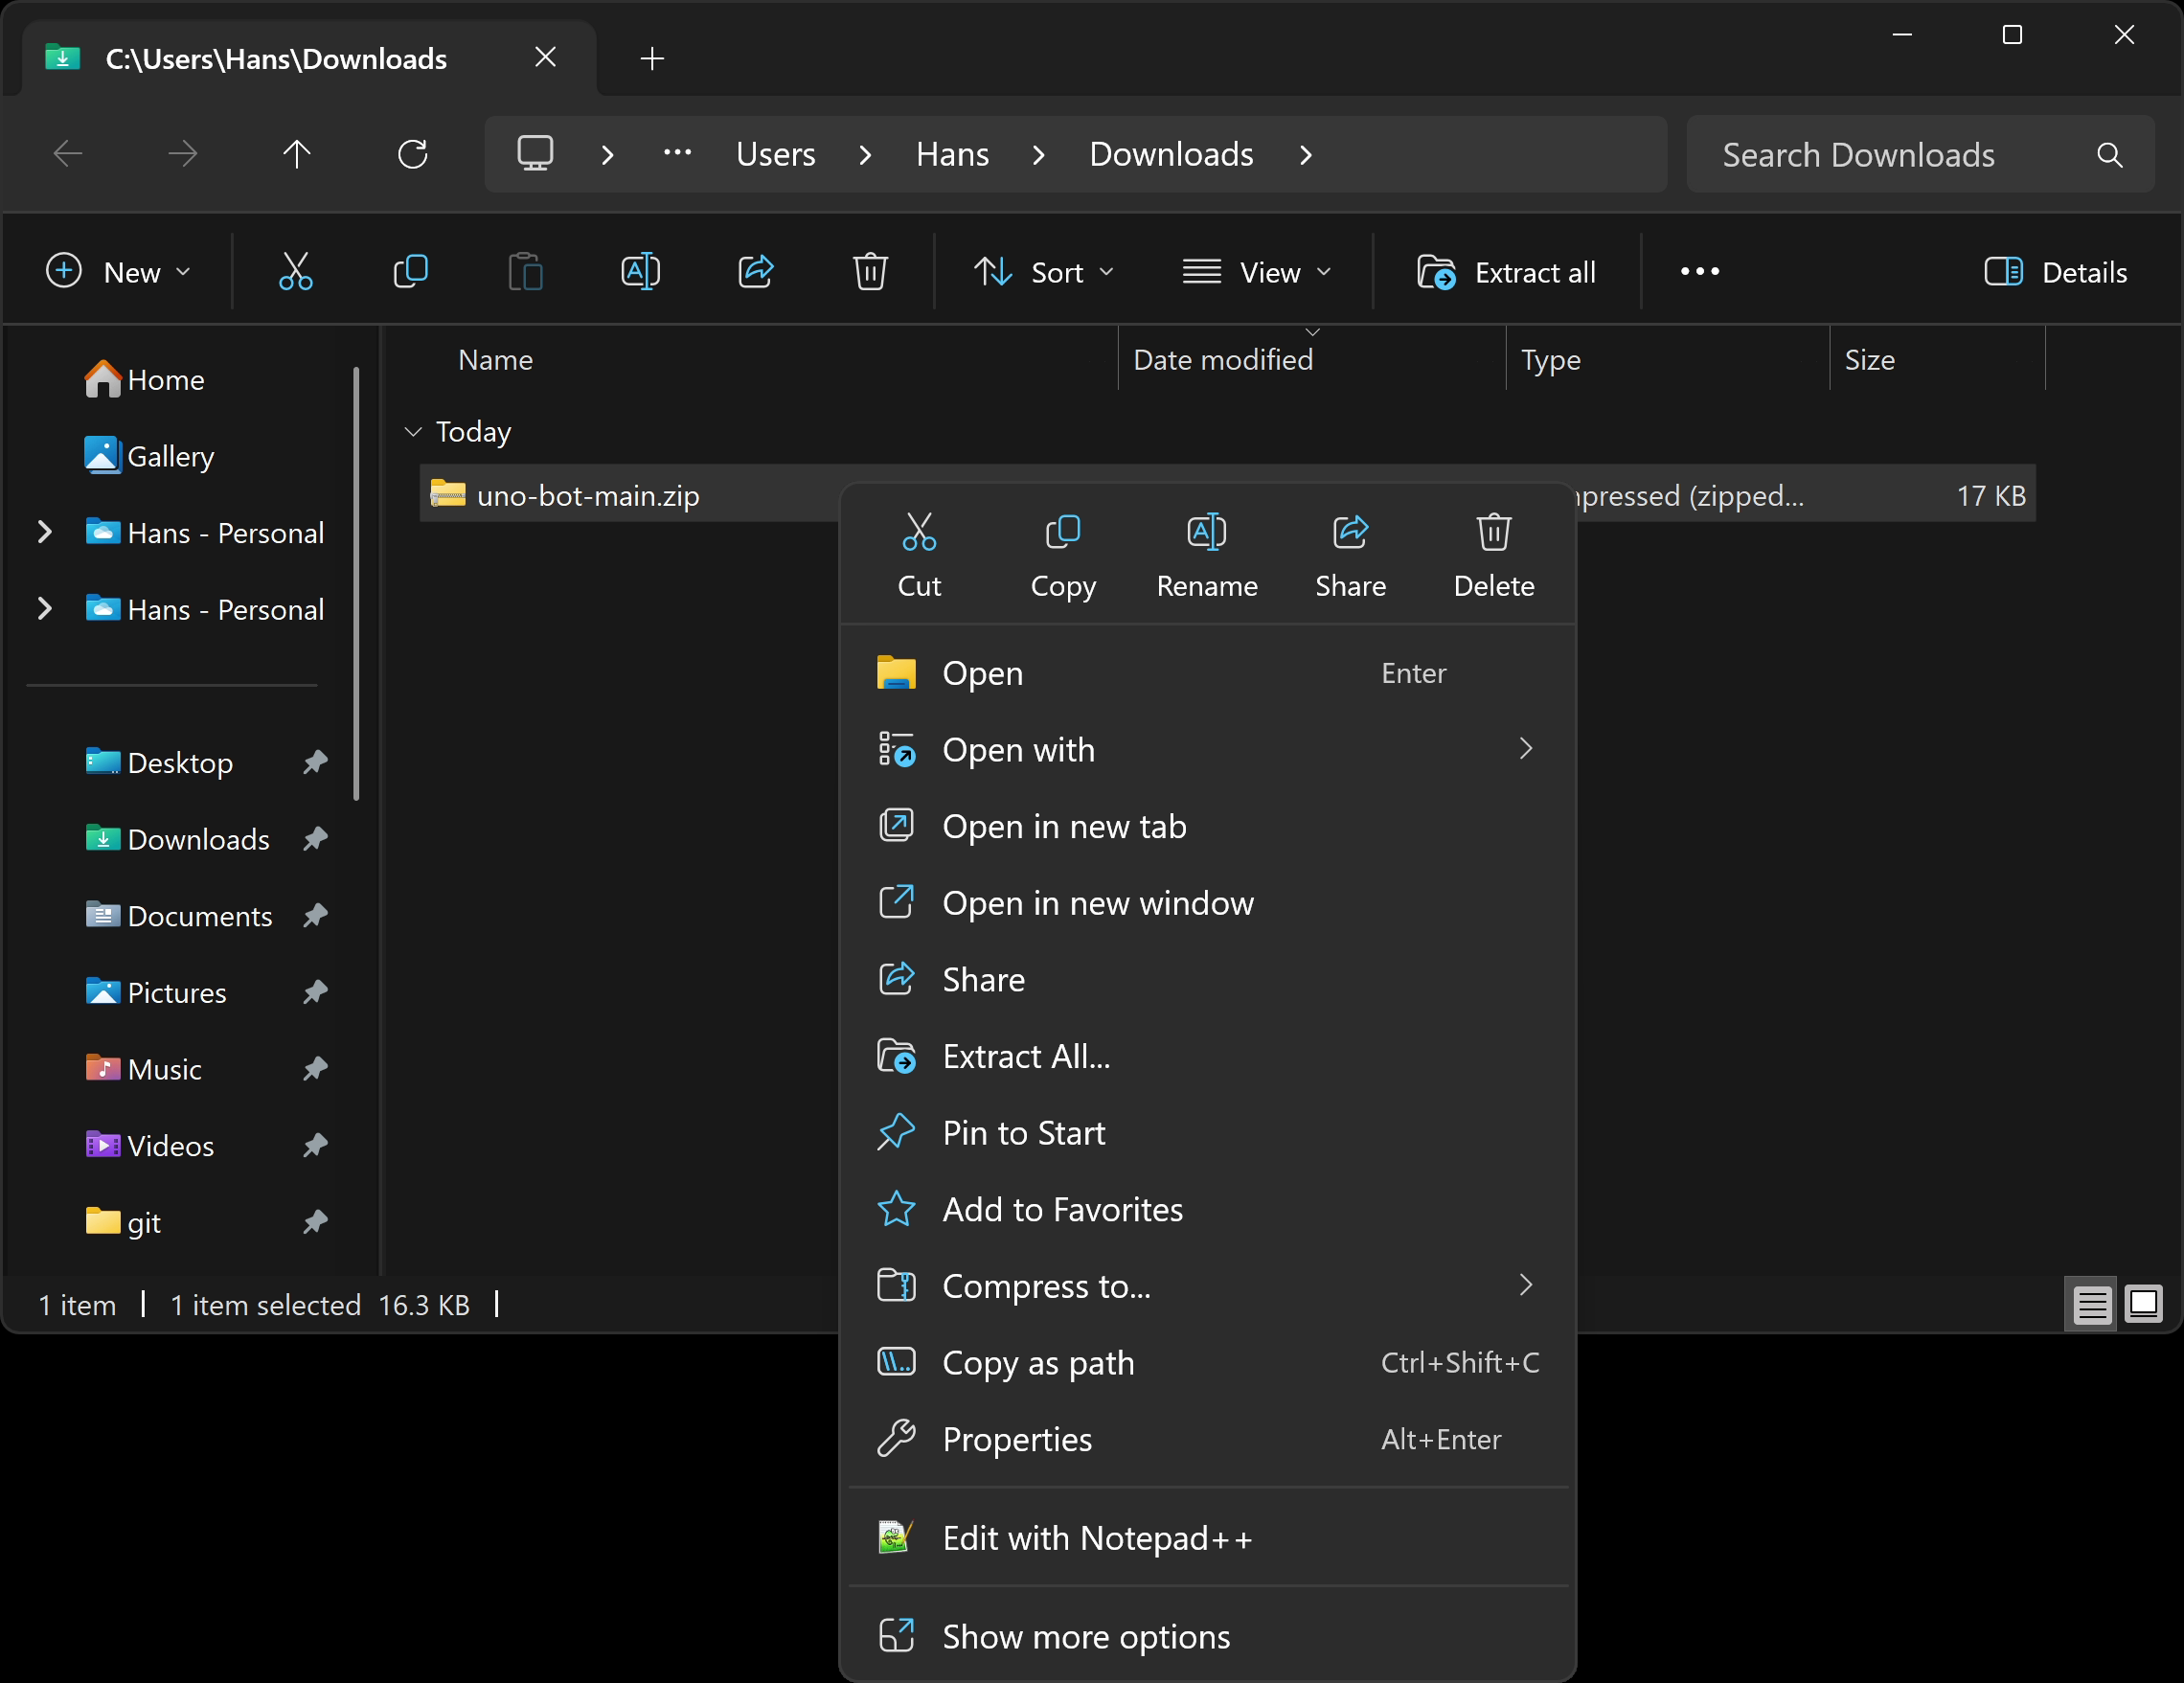 C:\Users\Hans\Downloads
Users Hans Downloads
Search Downloads
New
Sort
View
Extract all
Details
Name Date modified Type Size
Home
Gallery
Hans - Personal
Hans - Personal
Desktop
Downloads
Documents
Pictures
Music
Videos
git
Today
uno-bot-main.zip mpressed (zipped... 17 KB
Cut Copy Rename Share Delete
Open Enter
Open with
Open in new tab
Open in new window
Share
Extract All...
Pin to Start
Add to Favorites
Compress to...
Copy as path Ctrl+Shift+C
Properties Alt+Enter
Edit with Notepad++
Show more options
1 item 1 item selected 16.3 KB